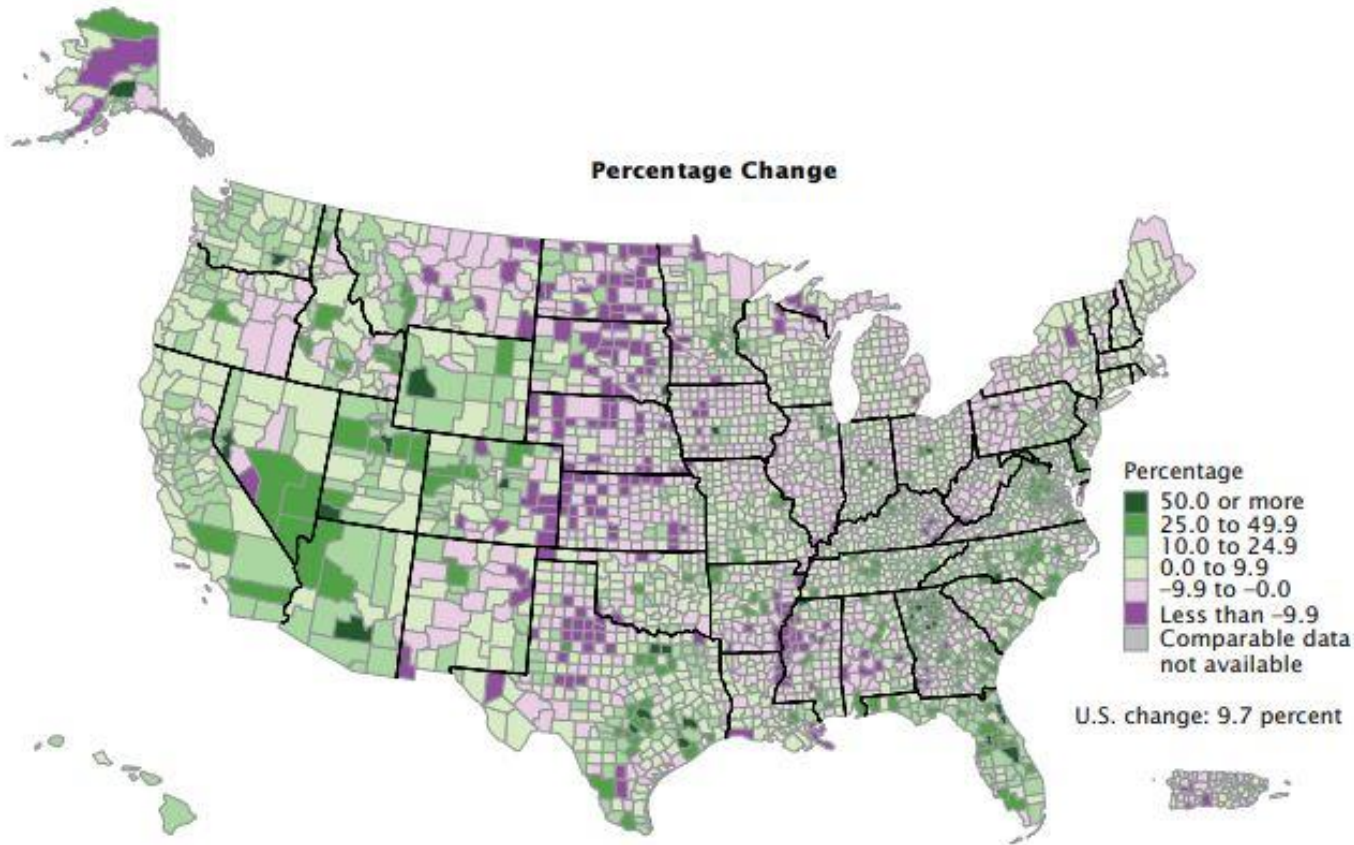 Percentage Change
Percentage
50.0 or more
25.0 to 49.9
10.0 to 24.9
0.0 to 9.9
–9.9 to –0.0
Less than –9.9
Comparable data
not available
U.S. change: 9.7 percent